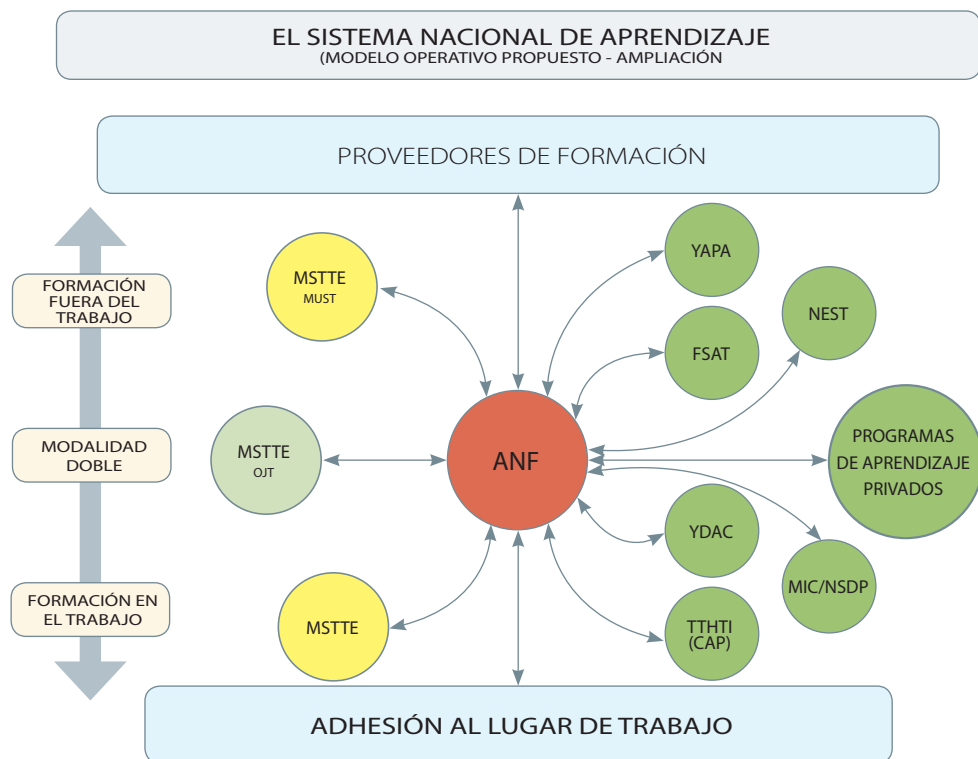 EL SISTEMA NACIONAL DE APRENDIZAJE
(MODELO OPERATIVO PROPUESTO - AMPLIACIÓN
PROVEEDORES DE FORMACIÓN
FORMACIÓN
FUERA DEL
TRABAJO
MODALIDAD
DOBLE
FORMACIÓN EN
EL TRABAJO
MSTTE
MUST
MSTTE
OJT
MSTTE
ANF
YAPA
FSAT
NEST
PROGRAMAS
DE APRENDIZAJE
PRIVADOS
YDAC
MIC/NSDP
TTHTI
(CAP)
ADHESIÓN AL LUGAR DE TRABAJO